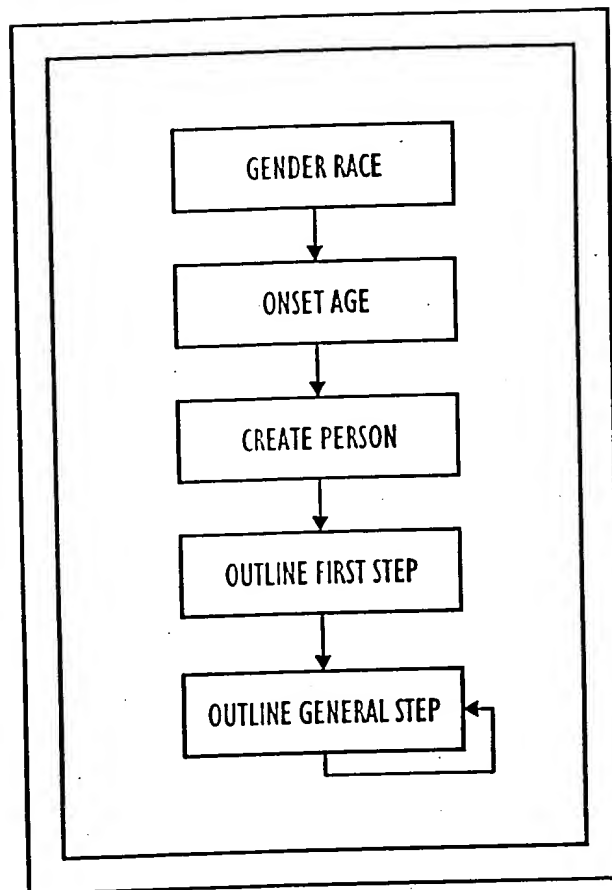 GENDER RACE
ONSET AGE
CREATE PERSON
OUTLINE FIRST STEP
OUTLINE GENERAL STEP